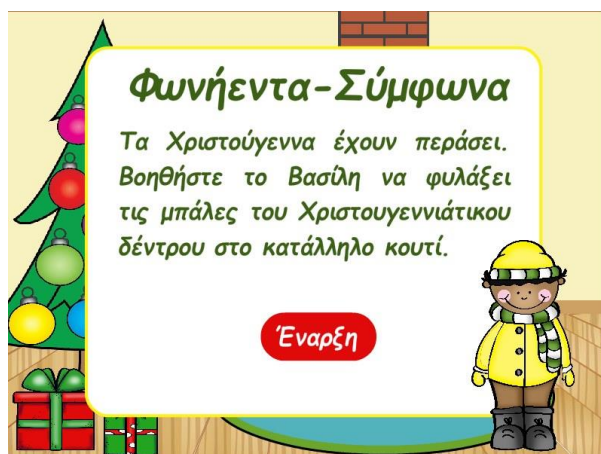 Φωνήεντα-Σύμφωνα
Τα Χριστούγεννα έχουν περάσει.
Βοηθήστε το Βασίλη να φυλάξει
τις μπάλες του Χριστουγεννιάτικου
δέντρου στο κατάλληλο κουτί.
Έναρξη